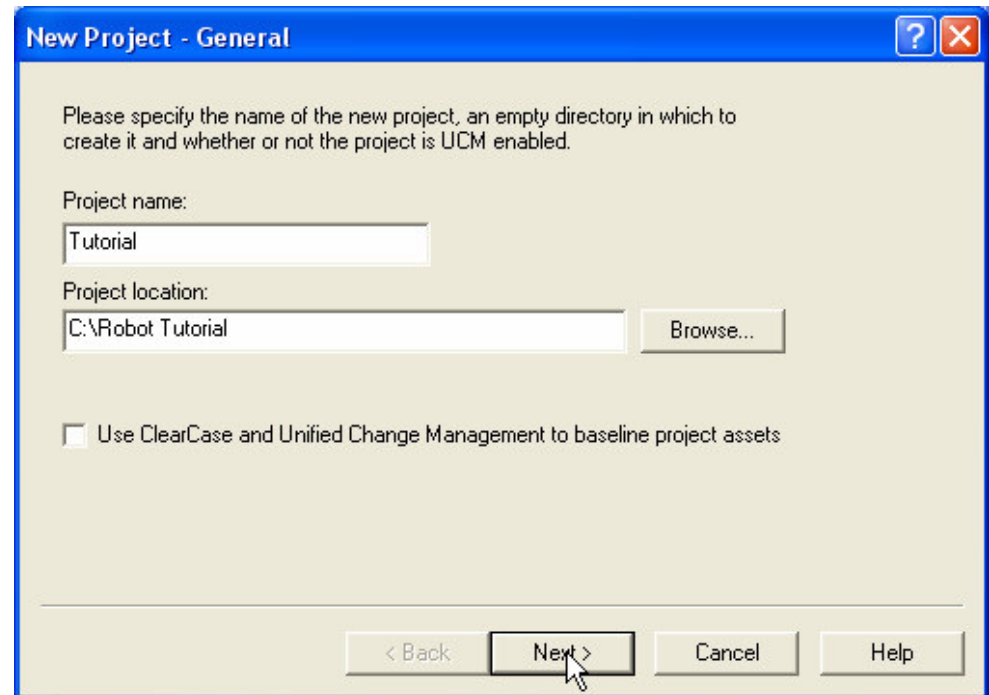 New Project - General
Please specify the name of the new project, an empty directory in which to
create it and whether or not the project is UCM enabled.
Project name:
Tutorial
Project location:
C:\Robot Tutorial
Browse...
Use ClearCase and Unified Change Management to baseline project assets
< Back
Next >
Cancel
Help